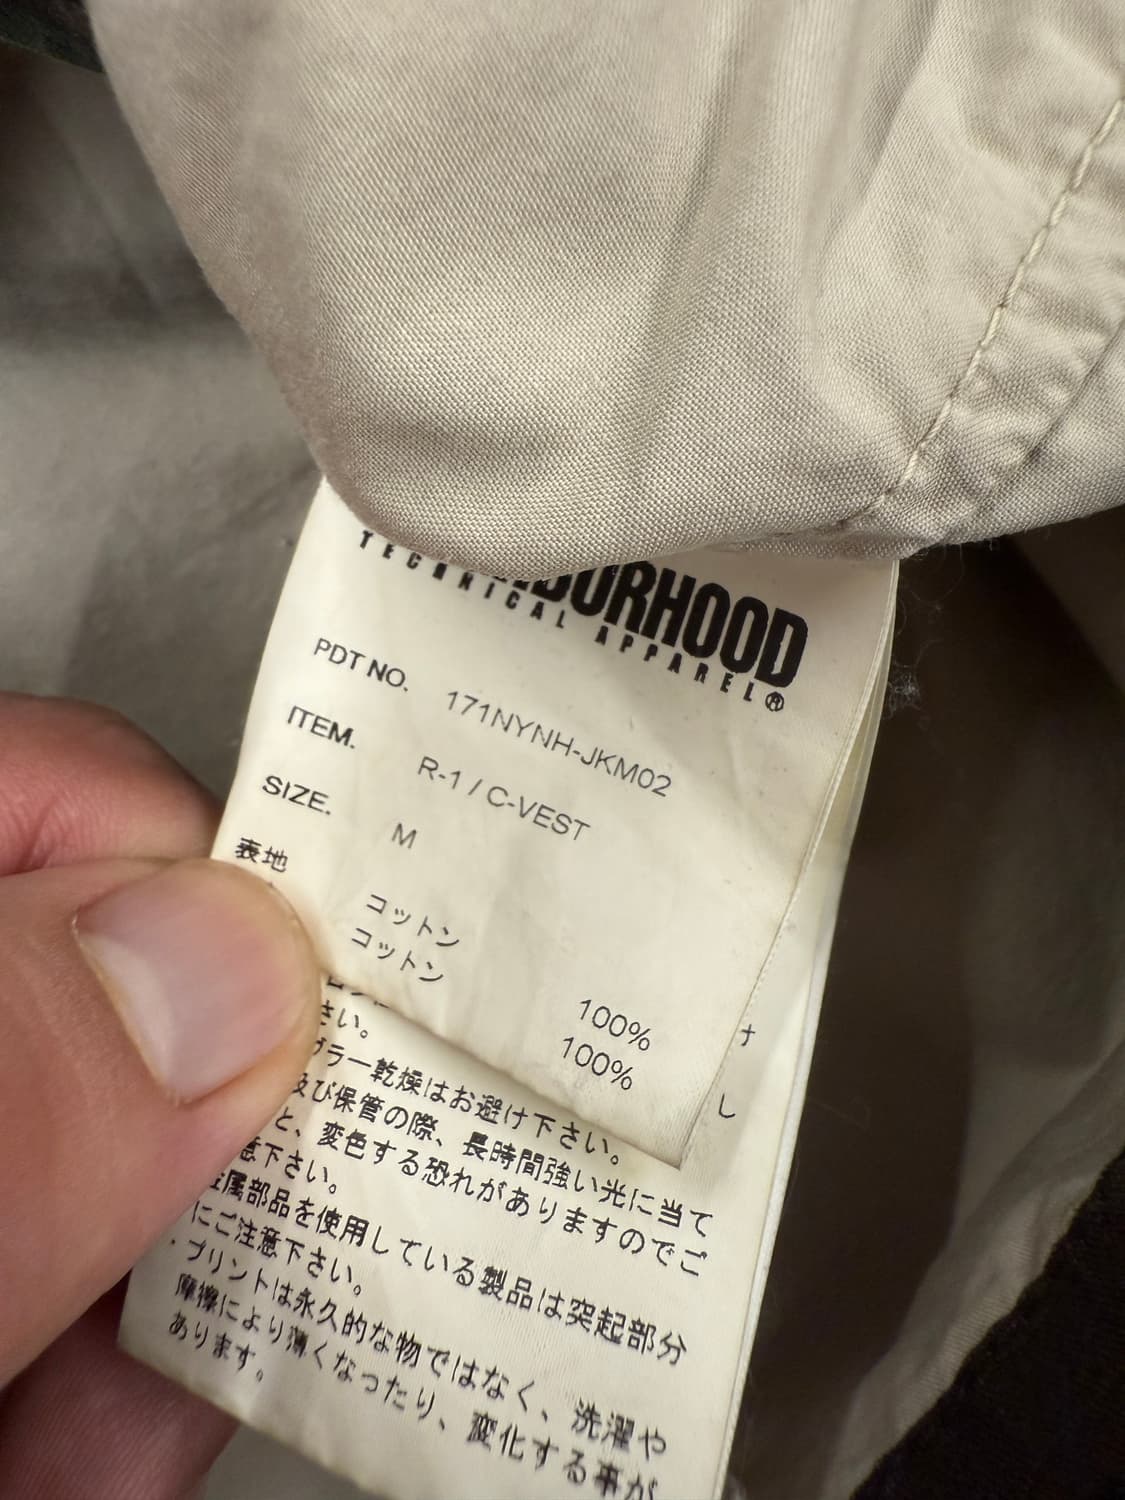 TECHNICAL APPAREL®
PDT NO. 171NYNH-JKM02
ITEM. R-1 / C-VEST
SIZE. M
表地 コットン 100%
コットン 100%
さい。
ブラー乾燥はお避け下さい。
及び保管の際、長時間強い光に当て
と、変色する恐れがありますのでご
意下さい。
金属部品を使用している製品は突起部分
にご注意下さい。
・プリントは永久的な物ではなく、洗濯や
摩擦により薄くなったり、変化する事が
あります。
け
し